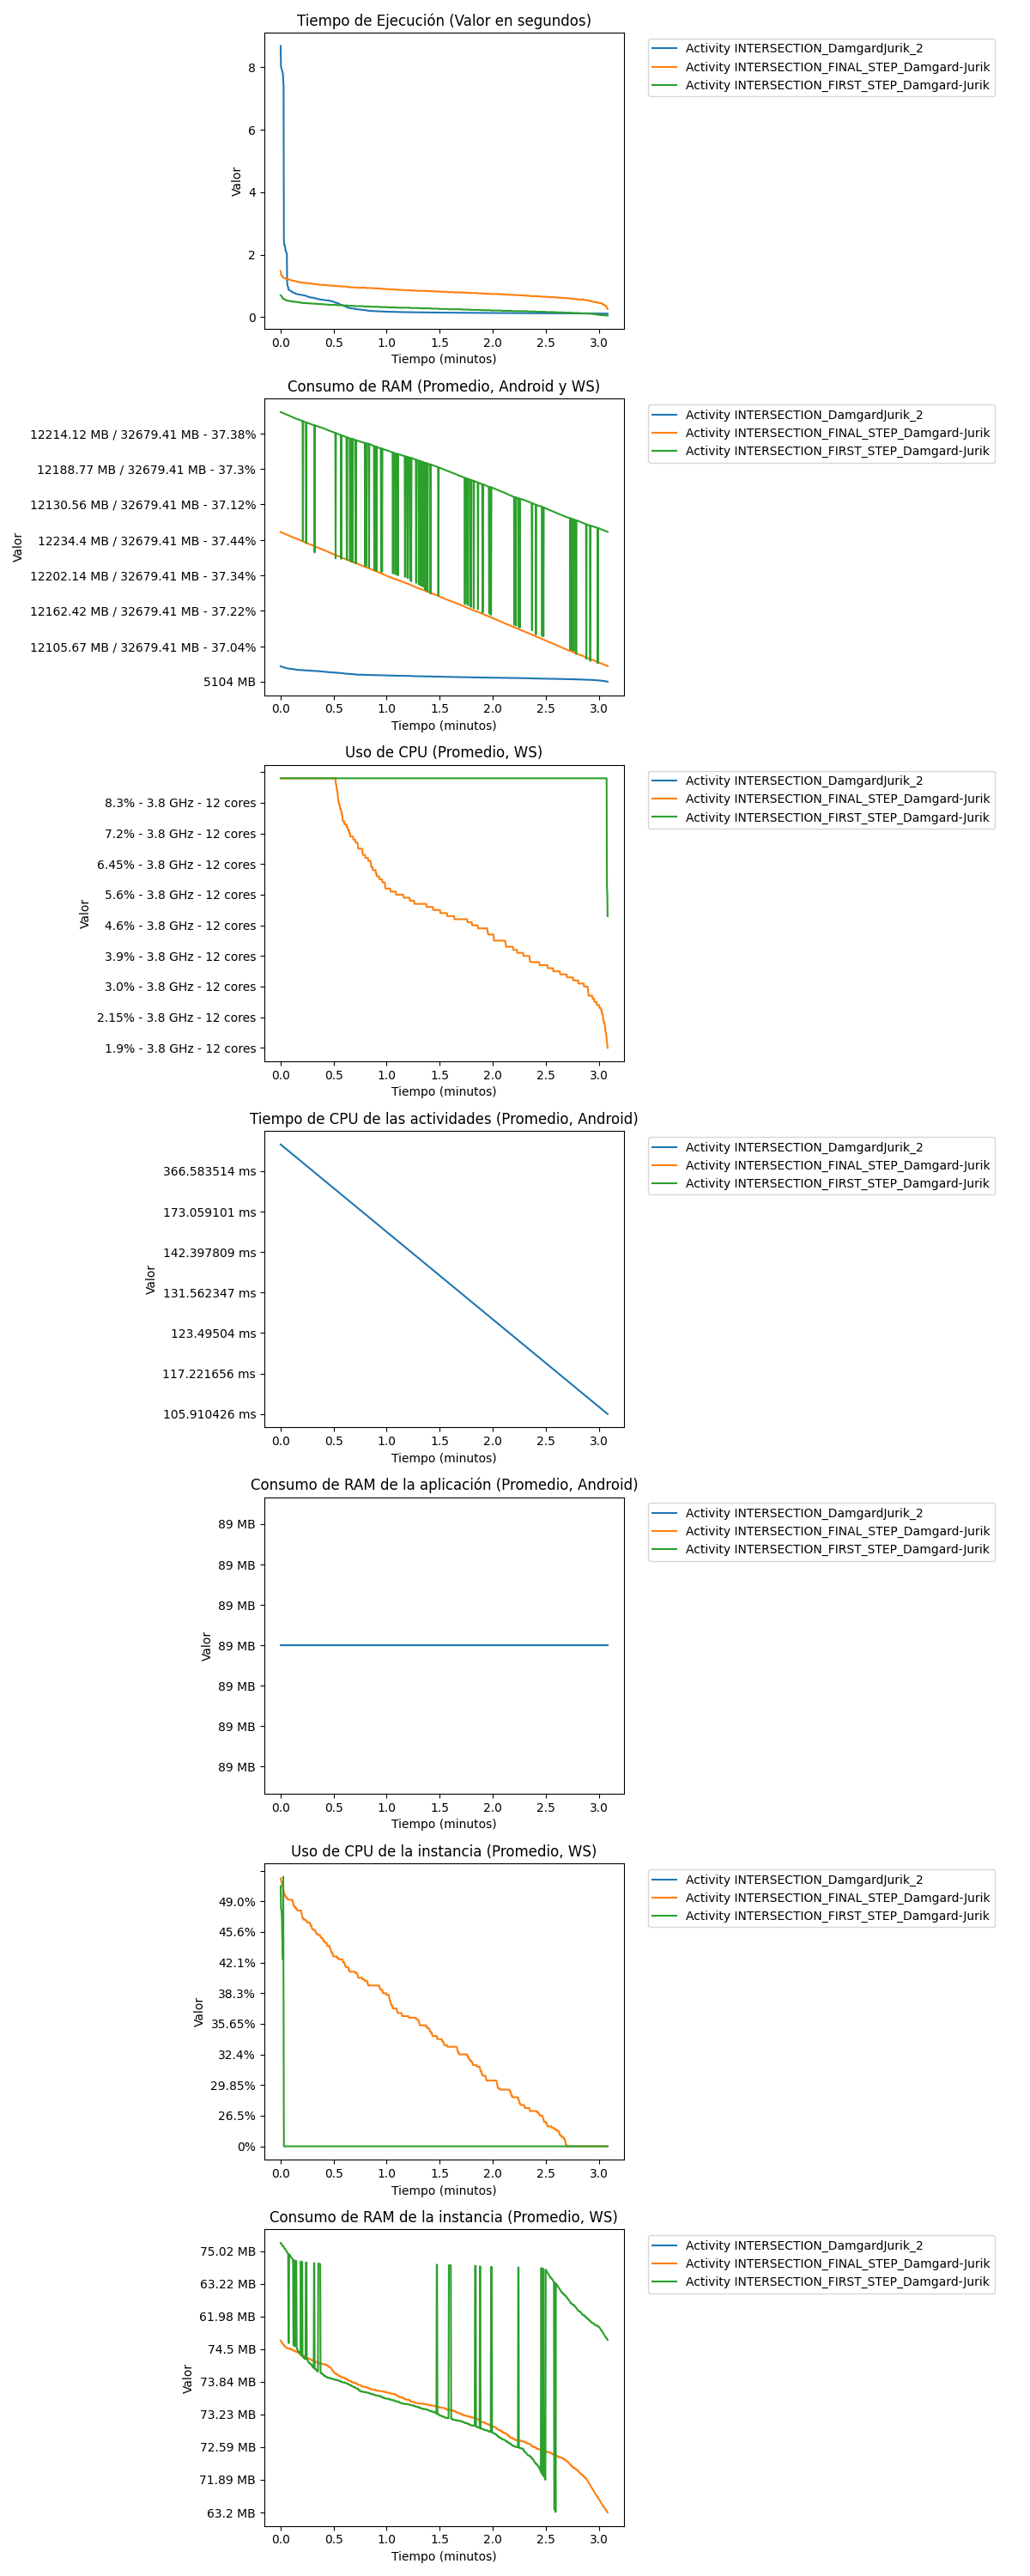 Tiempo de Ejecución (Valor en segundos)
8
6
4
2
0
Valor
0.0 0.5 1.0 1.5 2.0 2.5 3.0
Tiempo (minutos)
Activity INTERSECTION_DamgardJurik_2
Activity INTERSECTION_FINAL_STEP_Damgard-Jurik
Activity INTERSECTION_FIRST_STEP_Damgard-Jurik
Consumo de RAM (Promedio, Android y WS)
12214.12 MB / 32679.41 MB - 37.38%
12188.77 MB / 32679.41 MB - 37.3%
12130.56 MB / 32679.41 MB - 37.12%
12234.4 MB / 32679.41 MB - 37.44%
12202.14 MB / 32679.41 MB - 37.34%
12162.42 MB / 32679.41 MB - 37.22%
12105.67 MB / 32679.41 MB - 37.04%
5104 MB
Valor
0.0 0.5 1.0 1.5 2.0 2.5 3.0
Tiempo (minutos)
Activity INTERSECTION_DamgardJurik_2
Activity INTERSECTION_FINAL_STEP_Damgard-Jurik
Activity INTERSECTION_FIRST_STEP_Damgard-Jurik
Uso de CPU (Promedio, WS)
8.3% - 3.8 GHz - 12 cores
7.2% - 3.8 GHz - 12 cores
6.45% - 3.8 GHz - 12 cores
5.6% - 3.8 GHz - 12 cores
4.6% - 3.8 GHz - 12 cores
3.9% - 3.8 GHz - 12 cores
3.0% - 3.8 GHz - 12 cores
2.15% - 3.8 GHz - 12 cores
1.9% - 3.8 GHz - 12 cores
Valor
0.0 0.5 1.0 1.5 2.0 2.5 3.0
Tiempo (minutos)
Activity INTERSECTION_DamgardJurik_2
Activity INTERSECTION_FINAL_STEP_Damgard-Jurik
Activity INTERSECTION_FIRST_STEP_Damgard-Jurik
Tiempo de CPU de las actividades (Promedio, Android)
366.583514 ms
173.059101 ms
142.397809 ms
131.562347 ms
123.49504 ms
117.221656 ms
105.910426 ms
Valor
0.0 0.5 1.0 1.5 2.0 2.5 3.0
Tiempo (minutos)
Activity INTERSECTION_DamgardJurik_2
Activity INTERSECTION_FINAL_STEP_Damgard-Jurik
Activity INTERSECTION_FIRST_STEP_Damgard-Jurik
Consumo de RAM de la aplicación (Promedio, Android)
89 MB
89 MB
89 MB
89 MB
89 MB
89 MB
89 MB
Valor
0.0 0.5 1.0 1.5 2.0 2.5 3.0
Tiempo (minutos)
Activity INTERSECTION_DamgardJurik_2
Activity INTERSECTION_FINAL_STEP_Damgard-Jurik
Activity INTERSECTION_FIRST_STEP_Damgard-Jurik
Uso de CPU de la instancia (Promedio, WS)
49.0%
45.6%
42.1%
38.3%
35.65%
32.4%
29.85%
26.5%
0%
Valor
0.0 0.5 1.0 1.5 2.0 2.5 3.0
Tiempo (minutos)
Activity INTERSECTION_DamgardJurik_2
Activity INTERSECTION_FINAL_STEP_Damgard-Jurik
Activity INTERSECTION_FIRST_STEP_Damgard-Jurik
Consumo de RAM de la instancia (Promedio, WS)
75.02 MB
63.22 MB
61.98 MB
74.5 MB
73.84 MB
73.23 MB
72.59 MB
71.89 MB
63.2 MB
Valor
0.0 0.5 1.0 1.5 2.0 2.5 3.0
Tiempo (minutos)
Activity INTERSECTION_DamgardJurik_2
Activity INTERSECTION_FINAL_STEP_Damgard-Jurik
Activity INTERSECTION_FIRST_STEP_Damgard-Jurik